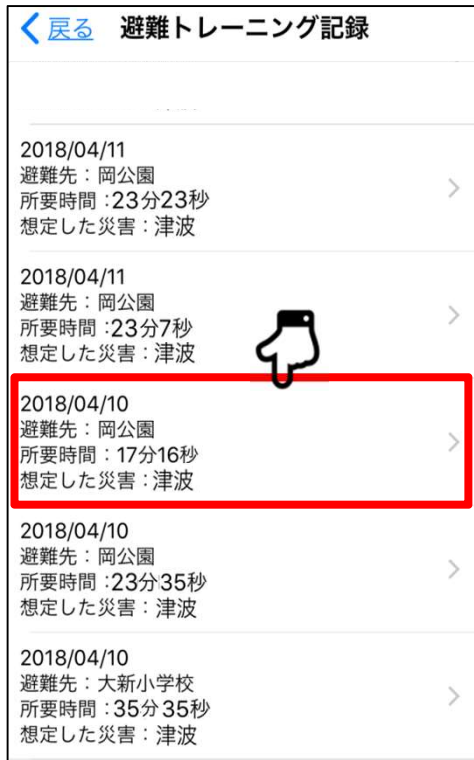 戻る 避難トレーニング記録
2018/04/11
避難先：岡公園
所要時間：23分23秒
想定した災害：津波
2018/04/11
避難先：岡公園
所要時間：23分7秒
想定した災害：津波
2018/04/10
避難先：岡公園
所要時間：17分16秒
想定した災害：津波
2018/04/10
避難先：岡公園
所要時間：23分35秒
想定した災害：津波
2018/04/10
避難先：大新小学校
所要時間：35分35秒
想定した災害：津波